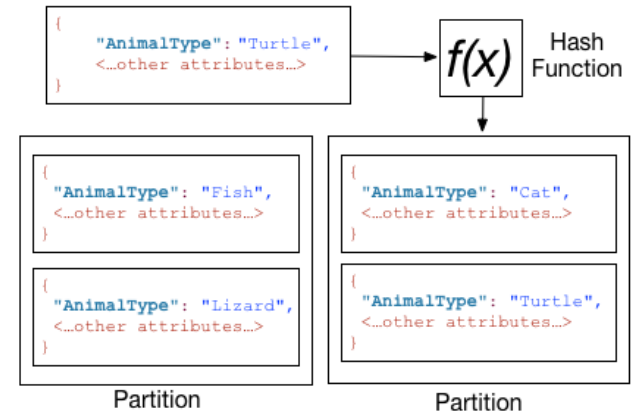 {
"AnimalType": "Turtle",
<…other attributes…>
}
f(x)
Hash
Function
{
"AnimalType": "Fish",
<…other attributes…>
}
{
"AnimalType": "Lizard",
<…other attributes…>
}
Partition
{
"AnimalType": "Cat",
<…other attributes…>
}
{
"AnimalType": "Turtle",
<…other attributes…>
}
Partition